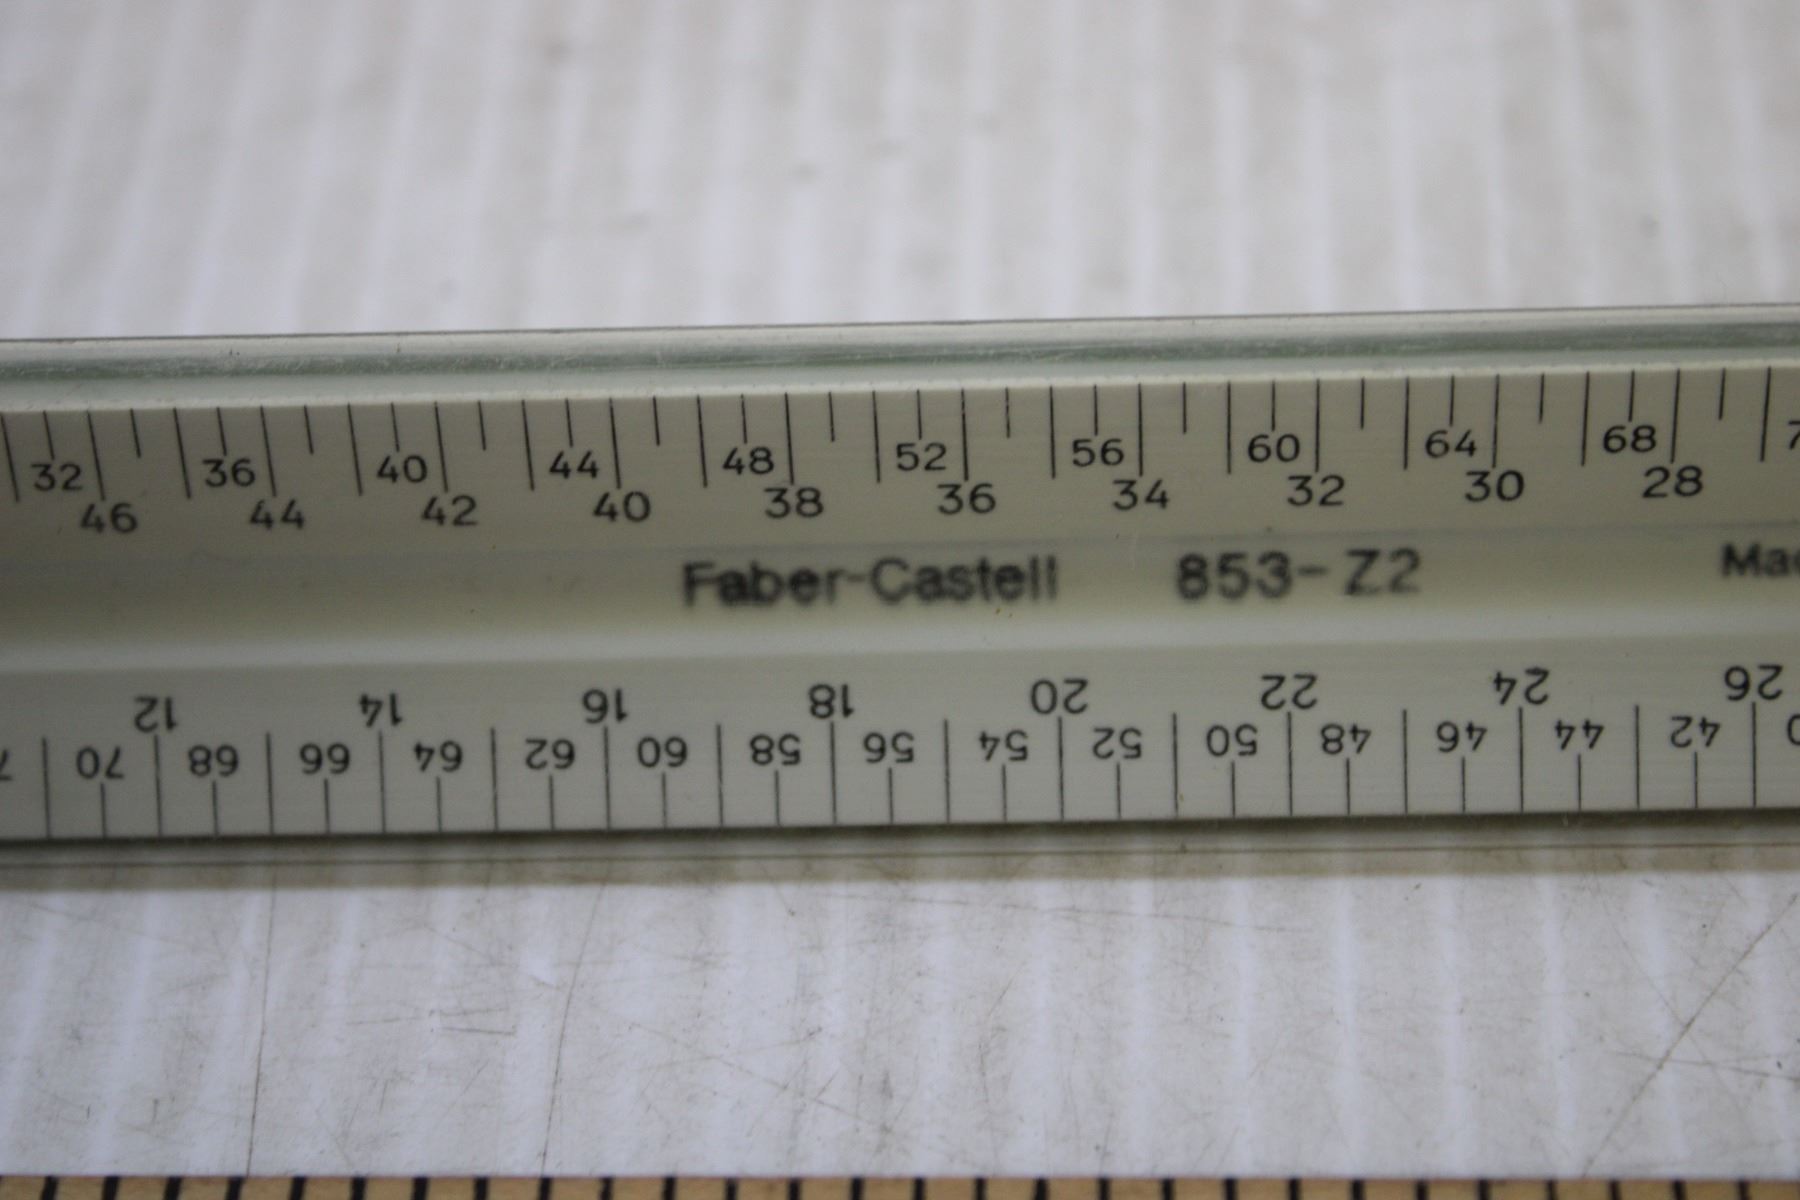 32 36 40 44 48 52 56 60 64 68
46 44 42 40 38 36 34 32 30 28
Faber-Castell 853-Z2
12 14 16 18 20 22 24 26
70 68 66 64 62 60 58 56 54 52 50 48 46 44 42